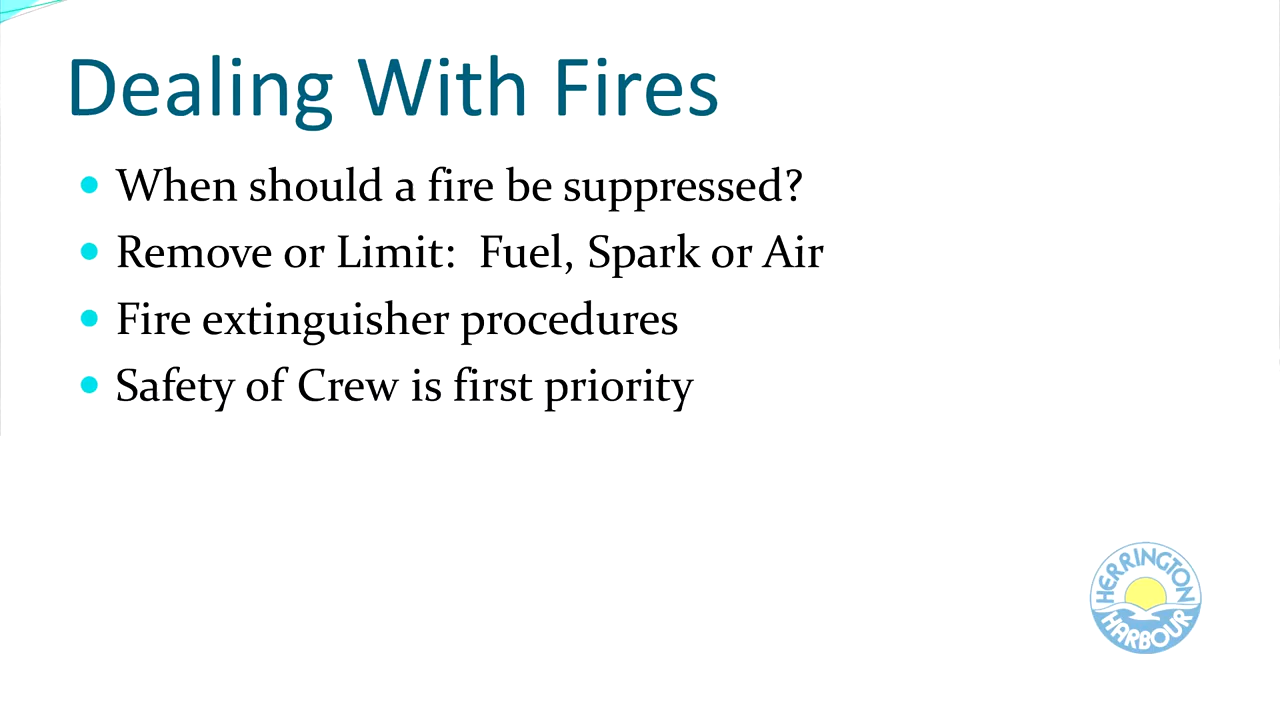 Dealing With Fires
When should a fire be suppressed?
Remove or Limit:  Fuel, Spark or Air
Fire extinguisher procedures
Safety of Crew is first priority
HERRINGTON
HARBOUR